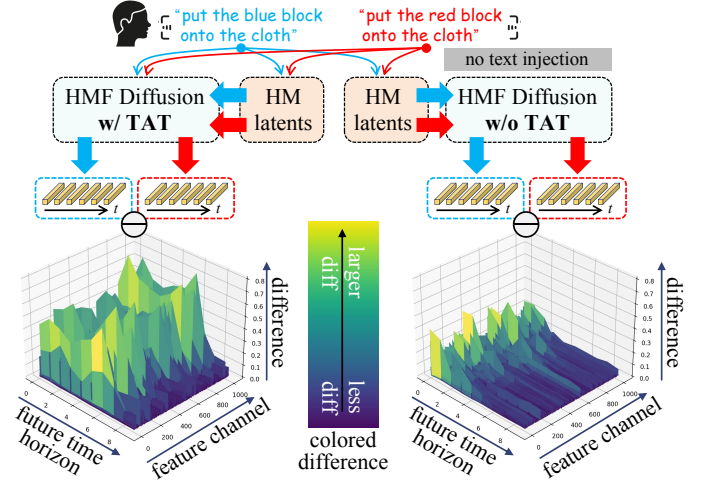 “put the blue block
onto the cloth”
“put the red block
onto the cloth”
no text injection
HMF Diffusion
w/ TAT
HM
latents
HM
latents
HMF Diffusion
w/o TAT
t
t
t
t
larger
diff
less
diff
colored
difference
difference
0.8
0.7
0.6
0.5
0.4
0.3
0.2
0.1
0.0
0
2
4
6
8
0
200
400
600
800
1000
future time
horizon
feature channel
difference
0.8
0.7
0.6
0.5
0.4
0.3
0.2
0.1
0.0
0
2
4
6
8
0
200
400
600
800
1000
future time
horizon
feature channel